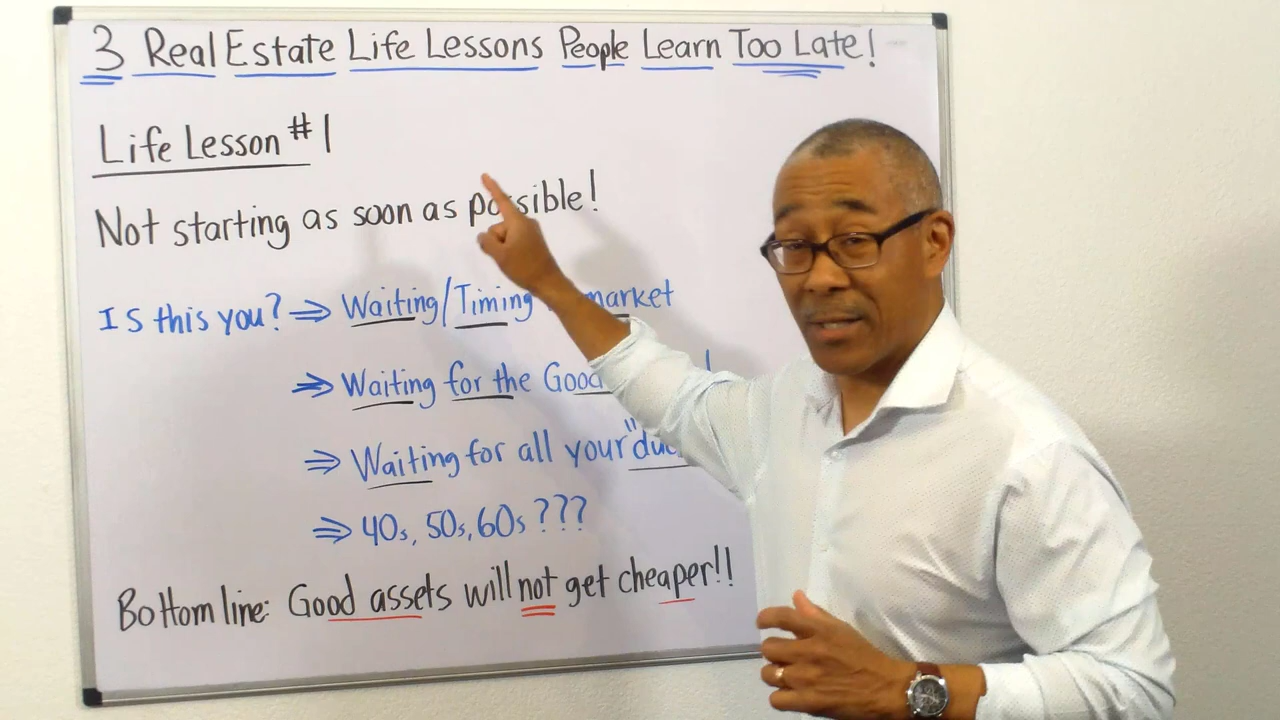 3 Real Estate Life Lessons People Learn Too Late!
Life Lesson #1
Not starting as soon as possible!
Is this you? ⇒ Waiting/Timing market
⇒ Waiting for the Good
⇒ Waiting for all your "
⇒ 40s, 50s, 60s ???
Bottom line: Good assets will not get cheaper!!